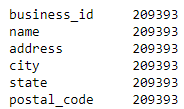 business_id 209393
name 209393
address 209393
city 209393
state 209393
postal_code 209393